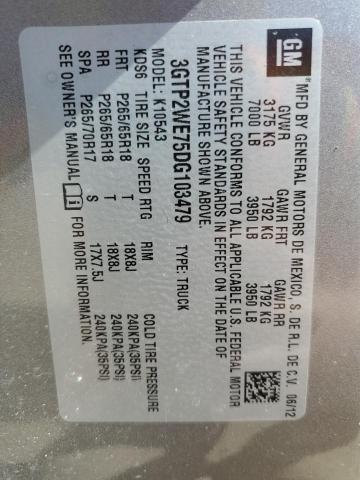 GM
MFD BY GENERAL MOTORS DE MEXICO, S. DE R.L. DE C.V. 06/12
GVWR GAWR FRT GAWR RR
3175 KG 1792 KG 1792 KG
7000 LB 3950 LB 3950 LB
THIS VEHICLE CONFORMS TO ALL APPLICABLE U.S. FEDERAL MOTOR
VEHICLE SAFETY STANDARDS IN EFFECT ON THE DATE OF
MANUFACTURE SHOWN ABOVE.
3GTP2WE75DG103479 TYPE: TRUCK
MODEL: K10543
KDS6 TIRE SIZE SPEED RTG RIM COLD TIRE PRESSURE
FRT P265/65R18 T 18X8J 240KPA(35PSI)
RR P265/65R18 T 18X8J 240KPA(35PSI)
SPA P265/70R17 S 17X7.5J 240KPA(35PSI)
SEE OWNER'S MANUAL FOR MORE INFORMATION.